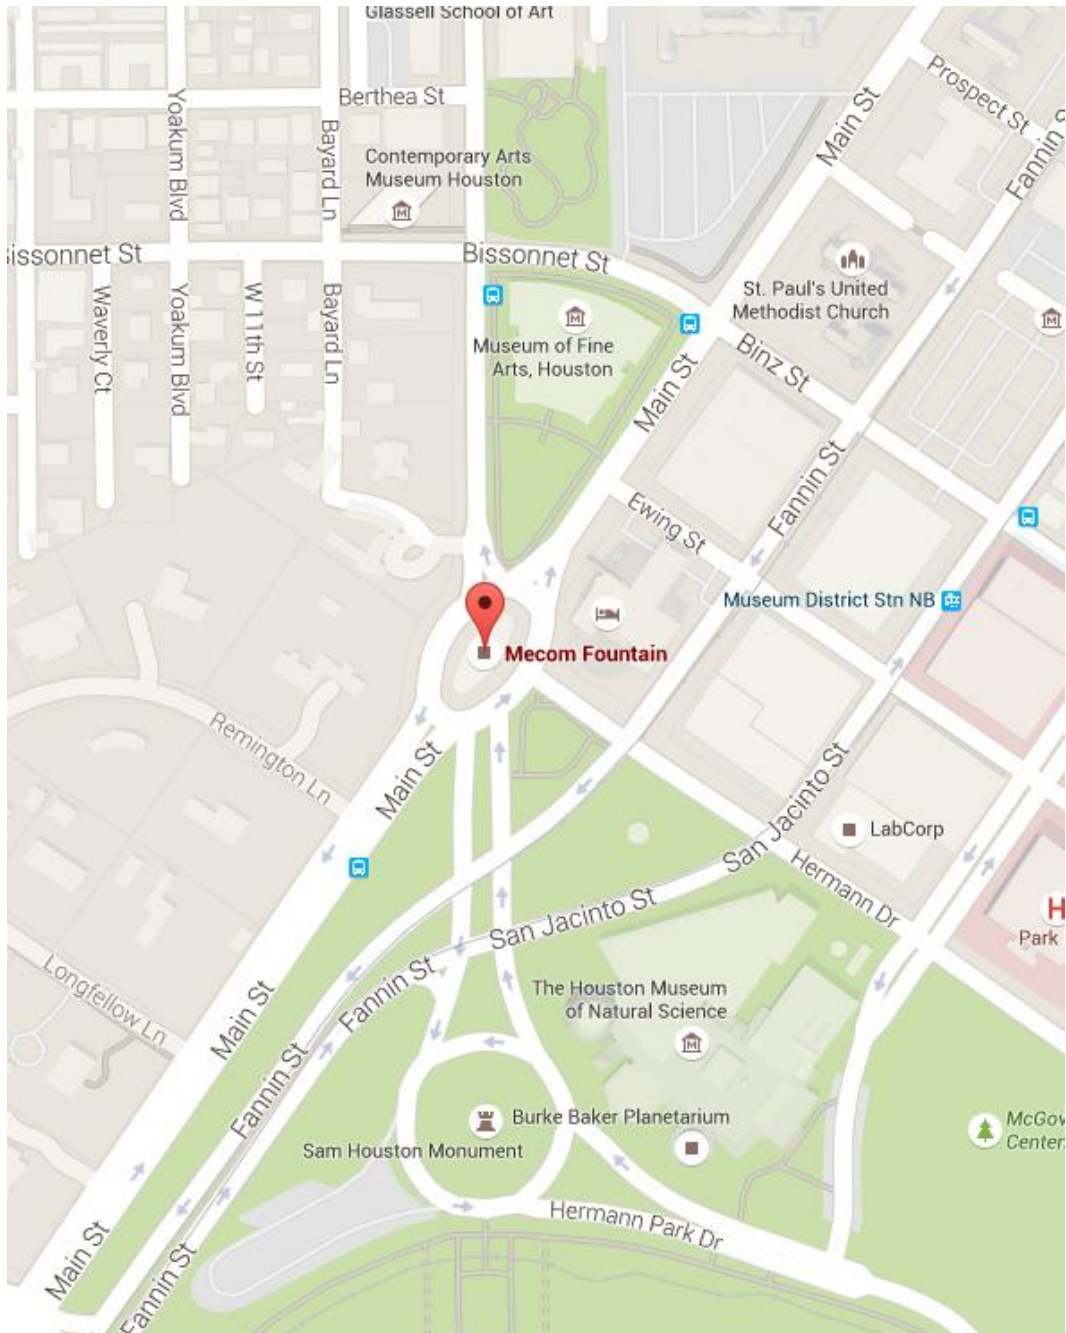 Glassell School of Art
Berthea St
Yoakum Blvd
Bayard Ln
Contemporary Arts
Museum Houston
Main St
Prospect St
Fannin S
Bissonnet St
Bissonnet St
St. Paul's United
Methodist Church
Waverly Ct
Yoakum Blvd
W 11th St
Bayard Ln
Museum of Fine
Arts, Houston
Main St
Binz St
Fannin St
Ewing St
Museum District Stn NB
Mecom Fountain
Remington Ln
Main St
San Jacinto St
LabCorp
Hermann Dr
H
Park
San Jacinto St
Fannin St
Longfellow Ln
Main St
The Houston Museum
of Natural Science
Fannin St
Burke Baker Planetarium
Sam Houston Monument
McGov
Center
Hermann Park Dr
Main St
Fannin St